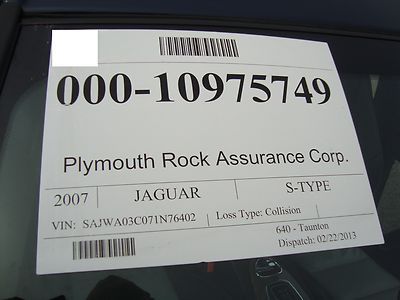 000-10975749
Plymouth Rock Assurance Corp.
2007 JAGUAR S-TYPE
VIN: SAJWA03C071N76402 Loss Type: Collision
640 - Taunton
Dispatch: 02/22/2013